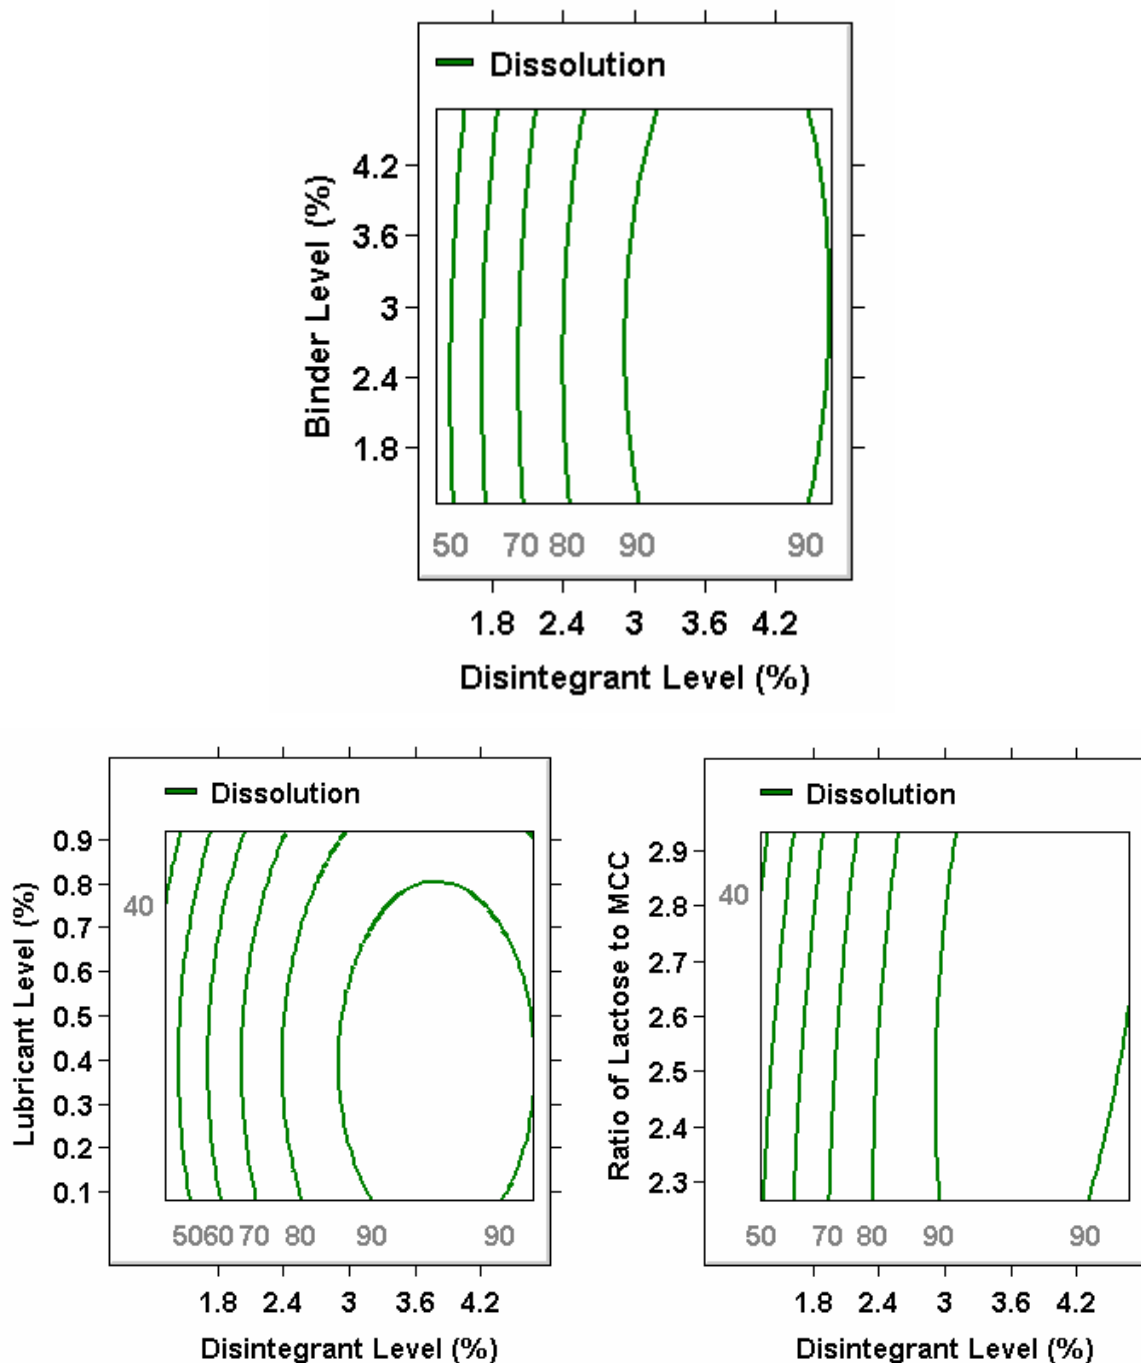 Dissolution
Binder Level (%)
4.2
3.6
3
2.4
1.8
50 70 80 90 90
1.8 2.4 3 3.6 4.2
Disintegrant Level (%)
Dissolution
Lubricant Level (%)
0.9
0.8
0.7
0.6
0.5
0.4
0.3
0.2
0.1
40
50 60 70 80 90 90
1.8 2.4 3 3.6 4.2
Disintegrant Level (%)
Dissolution
Ratio of Lactose to MCC
2.9
2.8
2.7
2.6
2.5
2.4
2.3
40
50 70 80 90 90
1.8 2.4 3 3.6 4.2
Disintegrant Level (%)